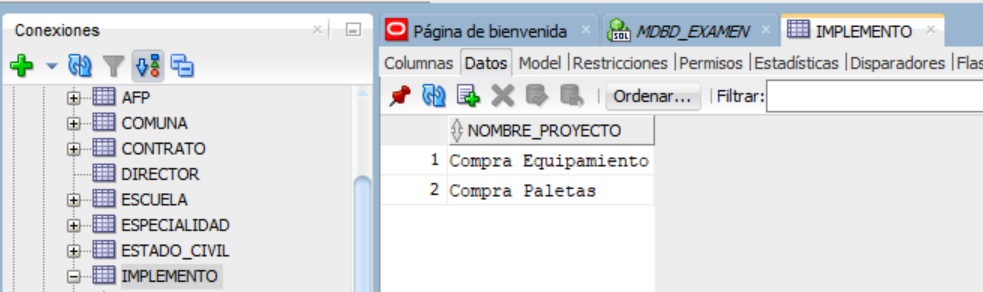 Conexiones
AFP
COMUNA
CONTRATO
DIRECTOR
ESCUELA
ESPECIALIDAD
ESTADO_CIVIL
IMPLEMENTO
Página de bienvenida MDBD_EXAMEN IMPLEMENTO
Columnas Datos Model Restricciones Permisos Estadísticas Disparadores Flas
Ordenar... Filtrar:
NOMBRE_PROYECTO
1 Compra Equipamiento
2 Compra Paletas